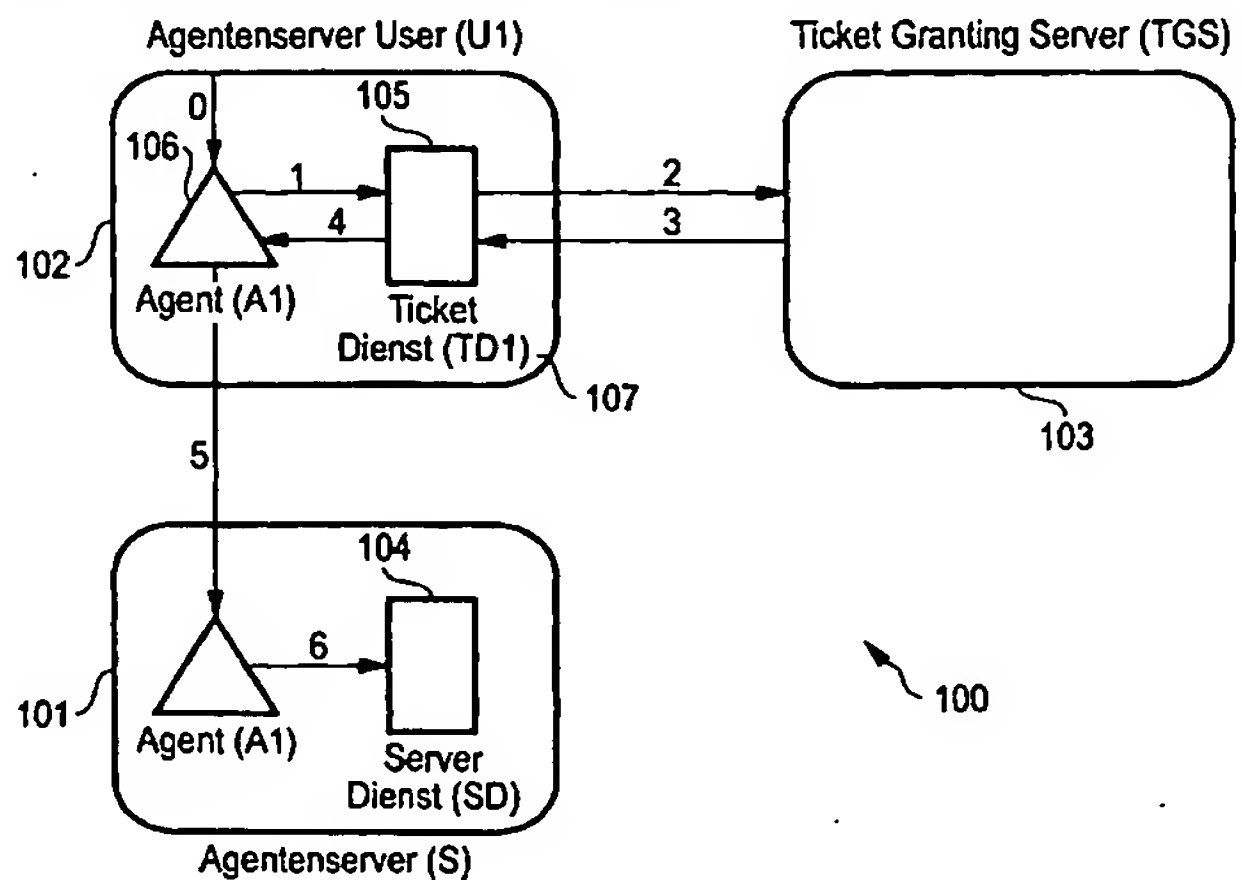 Agentenserver User (U1)
Ticket Granting Server (TGS)
0
105
106
1
2
4
3
102
Agent (A1)
Ticket
Dienst (TD1)
107
103
5
104
6
101
100
Agent (A1)
Server
Dienst (SD)
Agentenserver (S)